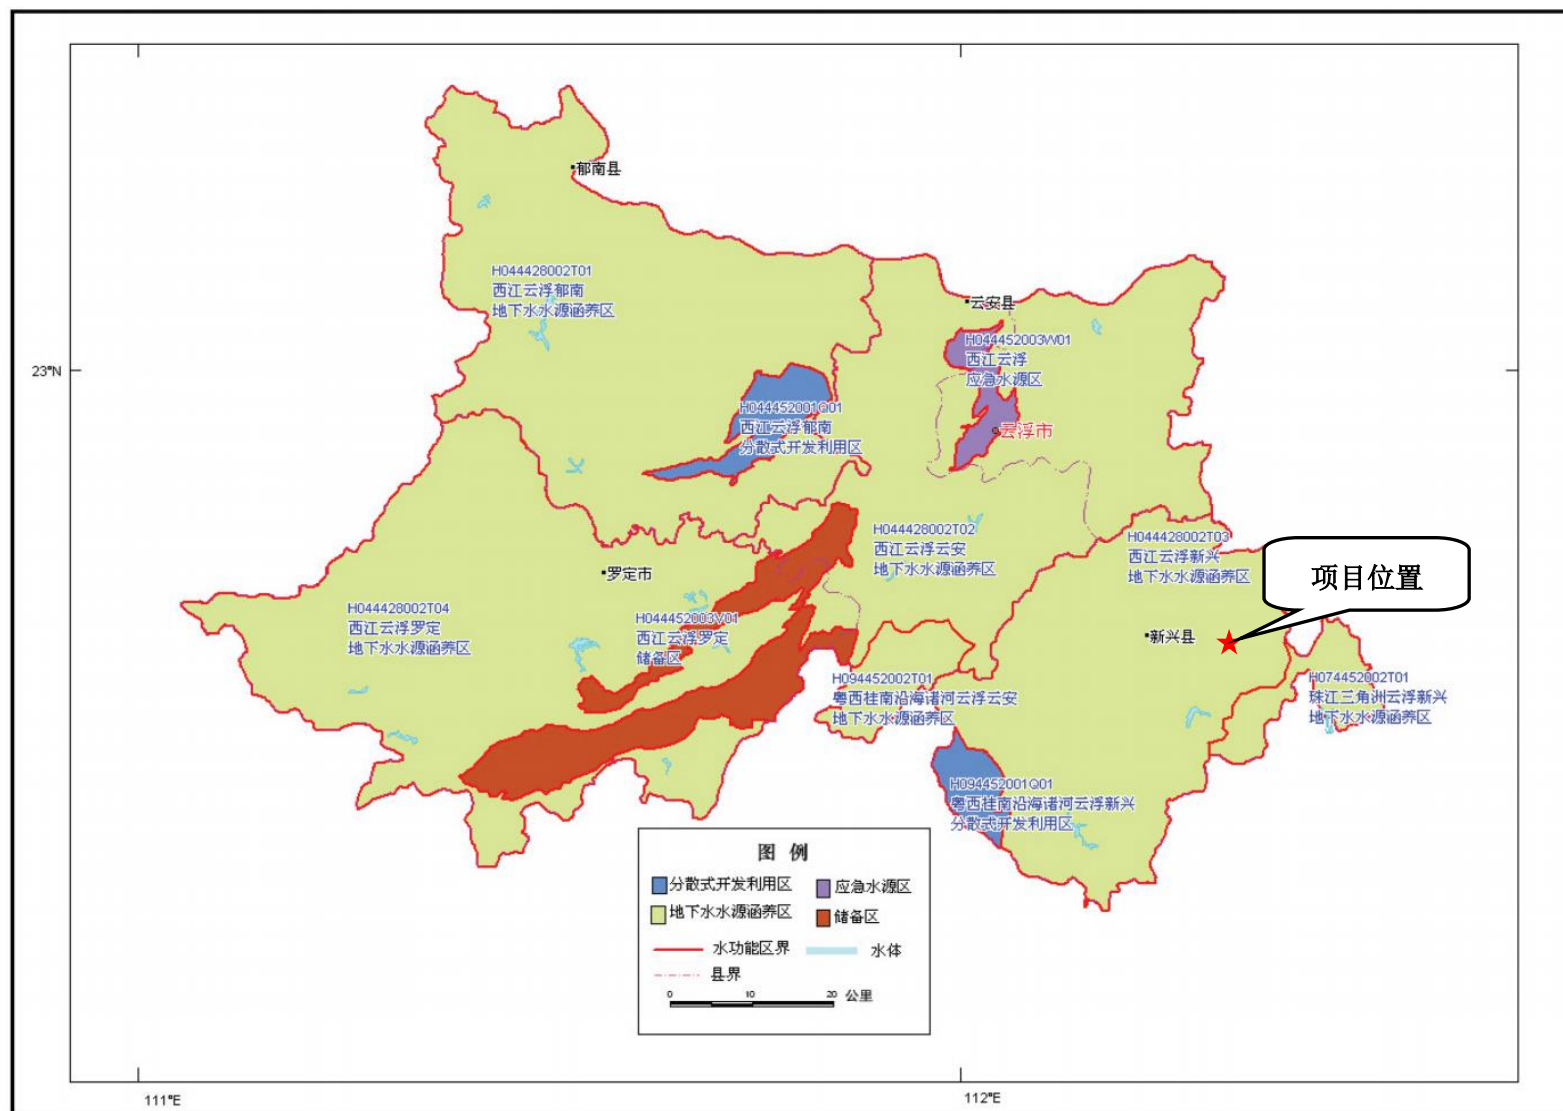 郁南县
H044428002T01
西江云浮郁南
地下水水源涵养区
云安县
H044452003W01
西江云浮
应急水源区
23°N
H044452001Q01
西江云浮郁南
分散式开发利用区
云浮市
H044428002T02
西江云浮云安
地下水水源涵养区
H044428002T03
西江云浮新兴
地下水水源涵养区
项目位置
罗定市
H044428002T04
西江云浮罗定
地下水水源涵养区
H044452003V01
西江云浮罗定
储备区
新兴县
H094452002T01
粤西桂南沿海诸河云浮云安
地下水水源涵养区
H074452002T01
珠江三角洲云浮新兴
地下水水源涵养区
H094452001Q01
粤西桂南沿海诸河云浮新兴
分散式开发利用区
图 例
分散式开发利用区
应急水源区
地下水水源涵养区
储备区
水功能区界
水体
县界
0 10 20 公里
111°E
112°E